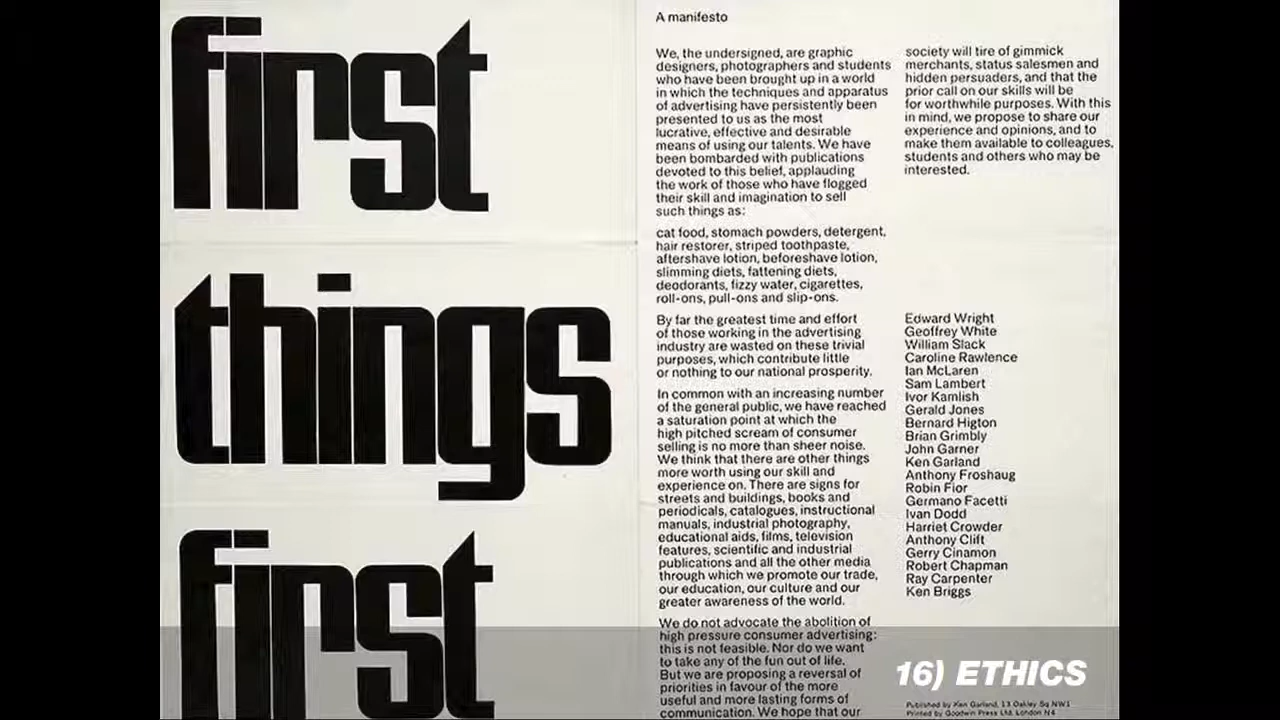 first
things
first
A manifesto
We, the undersigned, are graphic
designers, photographers and students
who have been brought up in a world
in which the techniques and apparatus
of advertising have persistently been
presented to us as the most
lucrative, effective and desirable
means of using our talents. We have
been bombarded with publications
devoted to this belief, applauding
the work of those who have flogged
their skill and imagination to sell
such things as:
cat food, stomach powders, detergent,
hair restorer, striped toothpaste,
aftershave lotion, beforeshave lotion,
slimming diets, fattening diets,
deodorants, fizzy water, cigarettes,
roll-ons, pull-ons and slip-ons.
By far the greatest time and effort
of those working in the advertising
industry are wasted on these trivial
purposes, which contribute little
or nothing to our national prosperity.
In common with an increasing number
of the general public, we have reached
a saturation point at which the
high pitched scream of consumer
selling is no more than sheer noise.
We think that there are other things
more worth using our skill and
experience on. There are signs for
streets and buildings, books and
periodicals, catalogues, instructional
manuals, industrial photography,
educational aids, films, television
features, scientific and industrial
publications and all the other media
through which we promote our trade,
our education, our culture and our
greater awareness of the world.
We do not advocate the abolition of
high pressure consumer advertising:
this is not feasible. Nor do we want
to take any of the fun out of life.
But we are proposing a reversal of
priorities in favour of the more
useful and more lasting forms of
communication. We hope that our
society will tire of gimmick
merchants, status salesmen and
hidden persuaders, and that the
prior call on our skills will be
for worthwhile purposes. With this
in mind, we propose to share our
experience and opinions, and to
make them available to colleagues,
students and others who may be
interested.
Edward Wright
Geoffrey White
William Slack
Caroline Rawlence
Ian McLaren
Sam Lambert
Ivor Kamlish
Gerald Jones
Bernard Higton
Brian Grimbly
John Garner
Ken Garland
Anthony Froshaug
Robin Fior
Germano Facetti
Ivan Dodd
Harriet Crowder
Anthony Clift
Gerry Cinamon
Robert Chapman
Ray Carpenter
Ken Briggs
16) ETHICS
Published by Ken Garland, 13 Oakley Sq NW1
Printed by Goodwin Press Ltd. London N4